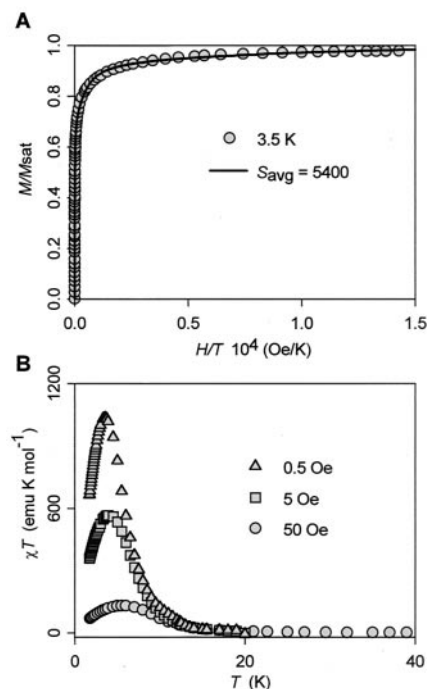 A
M/Msat
1.0
0.8
0.6
0.4
0.2
0.0
3.5 K
Savg = 5400
0.0 0.5 1.0 1.5
H/T 10⁴ (Oe/K)
B
χT (emu K mol⁻¹)
1200
600
0
0.5 Oe
5 Oe
50 Oe
0 10 20 30 40
T (K)